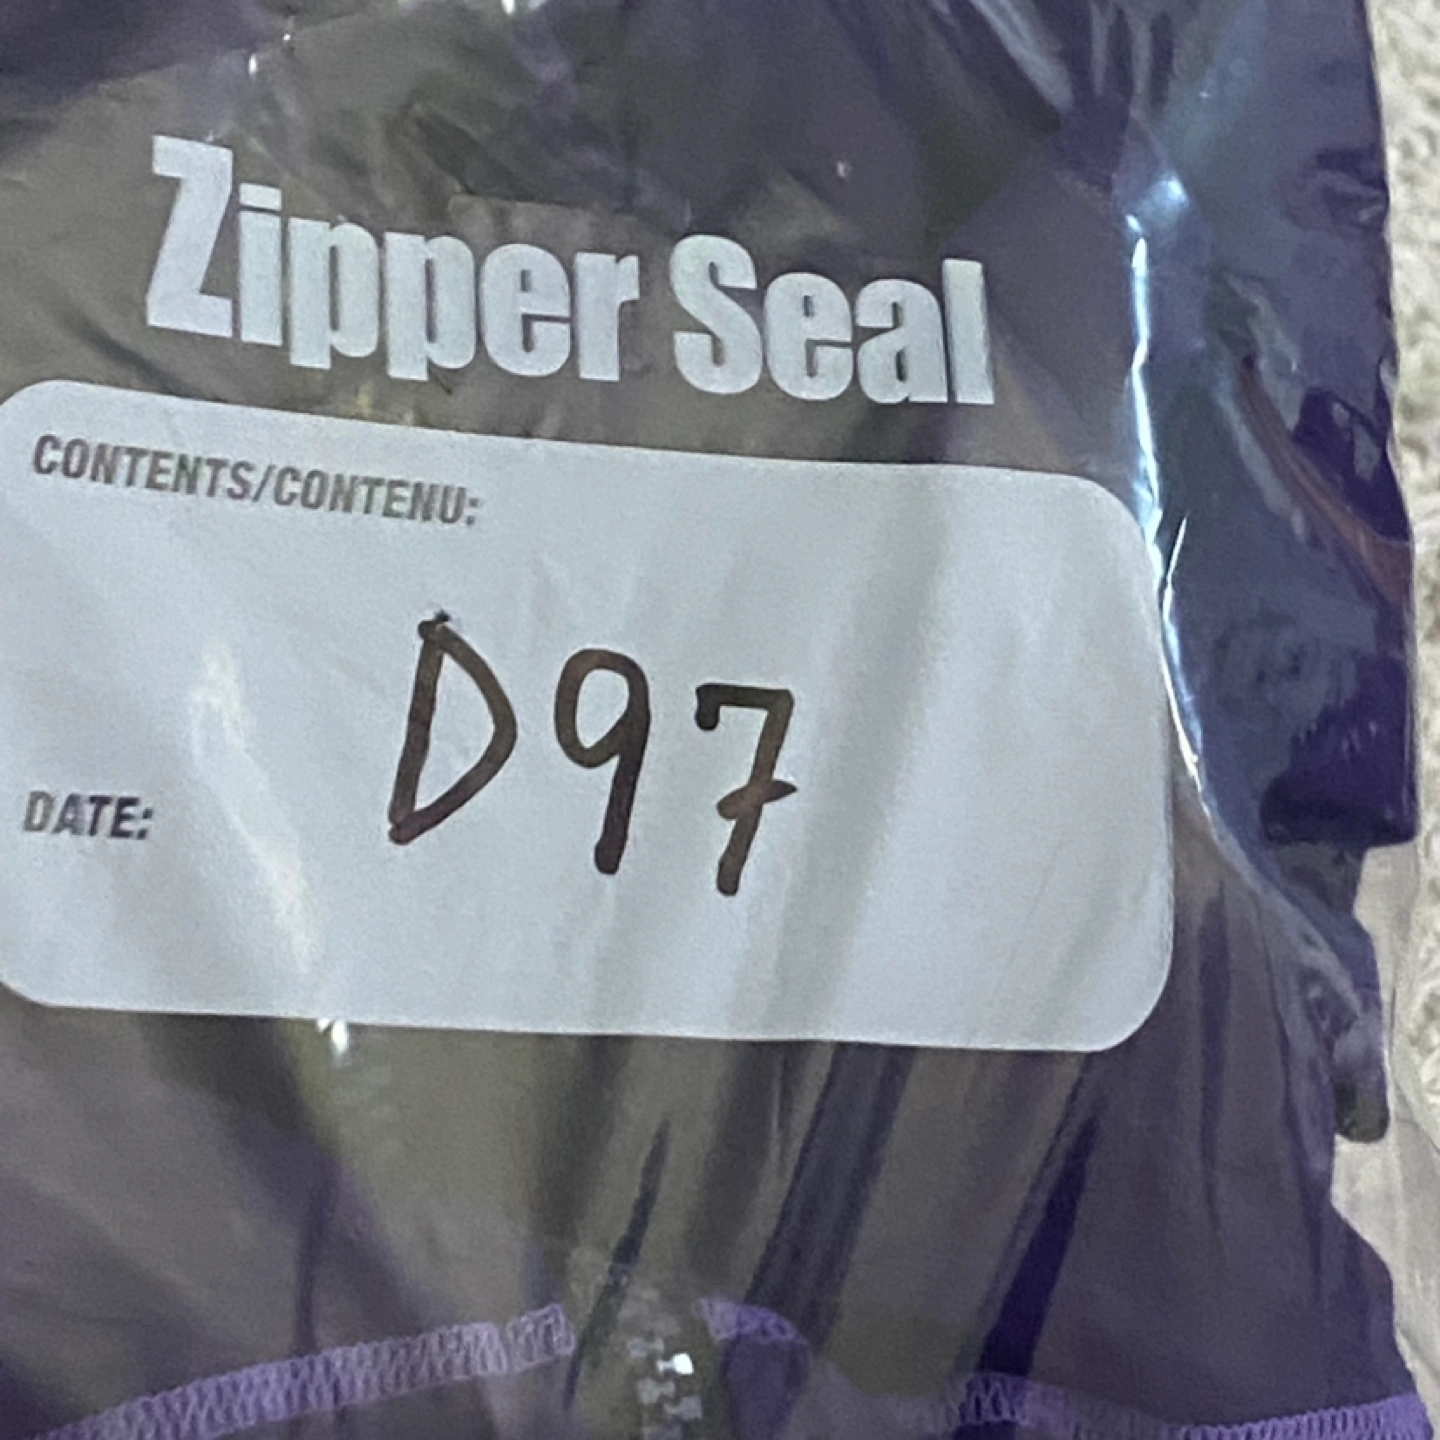 Zipper Seal
CONTENTS/CONTENU:
D97
DATE: